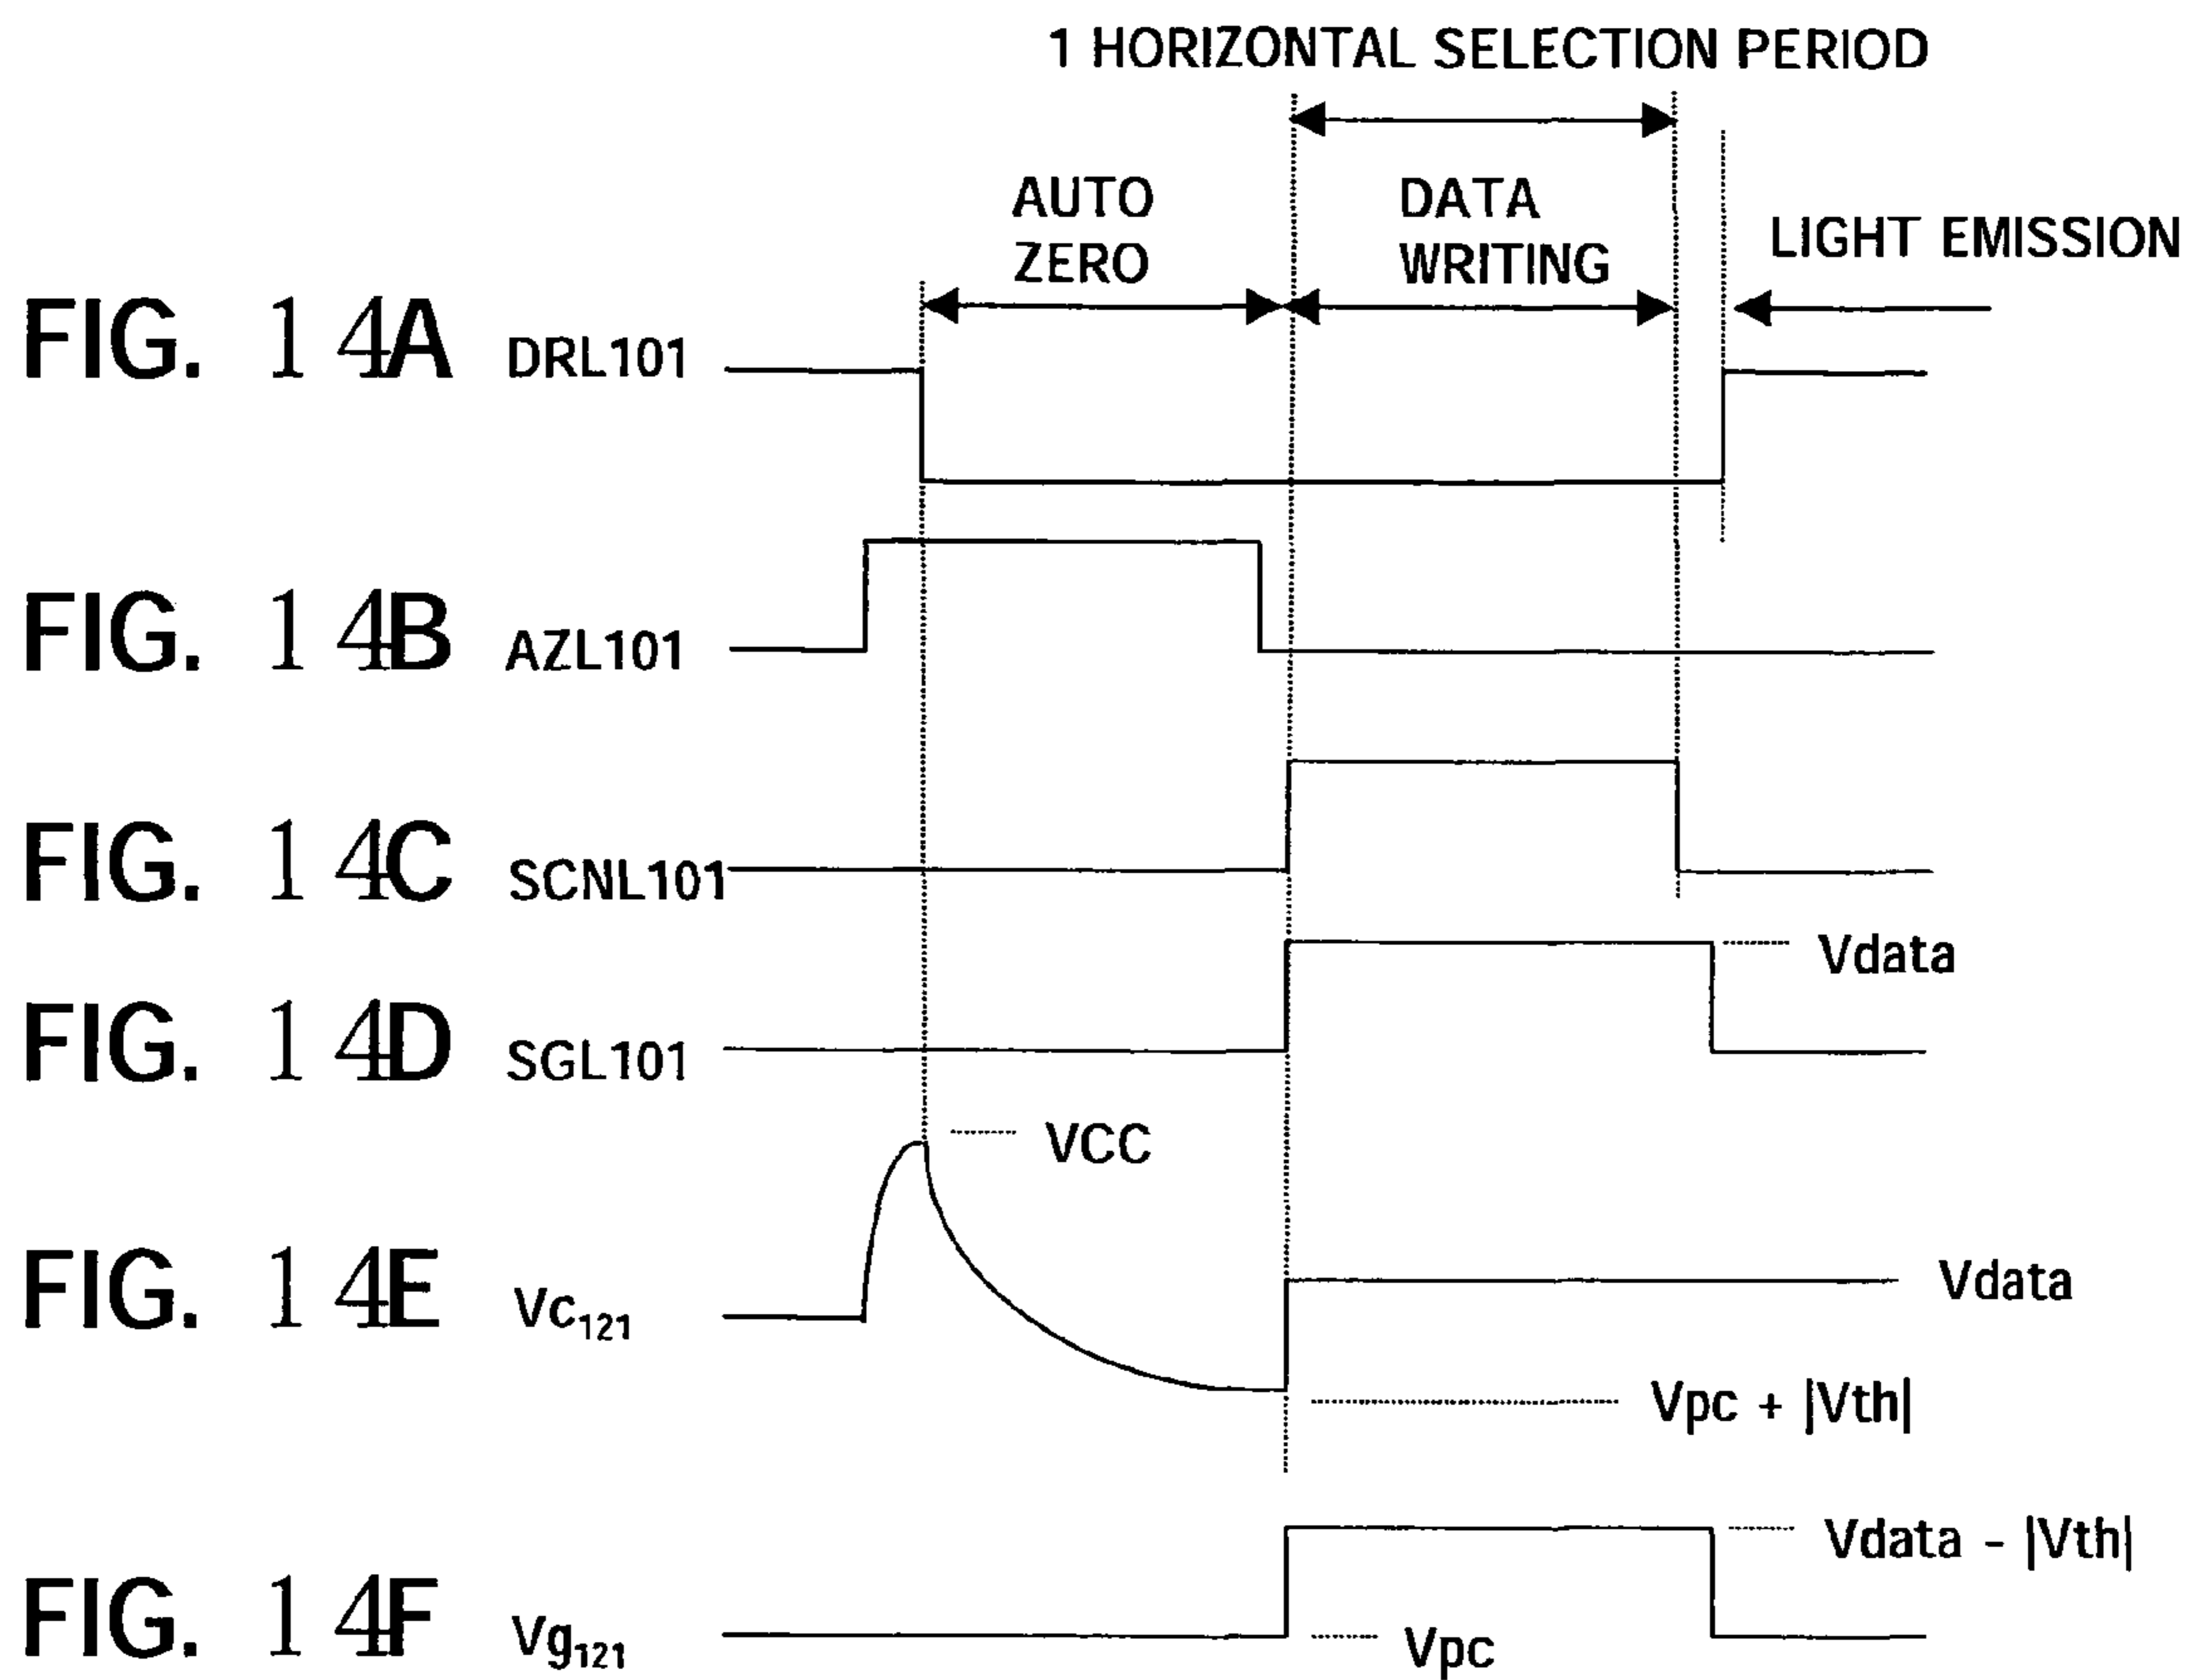 1 HORIZONTAL SELECTION PERIOD
AUTO
ZERO
DATA
WRITING
LIGHT EMISSION
FIG. 14A DRL101
FIG. 14B AZL101
FIG. 14C SCNL101
Vdata
FIG. 14D SGL101
VCC
FIG. 14E Vc121
Vdata
Vpc + |Vth|
Vdata - |Vth|
FIG. 14F Vg121
Vpc